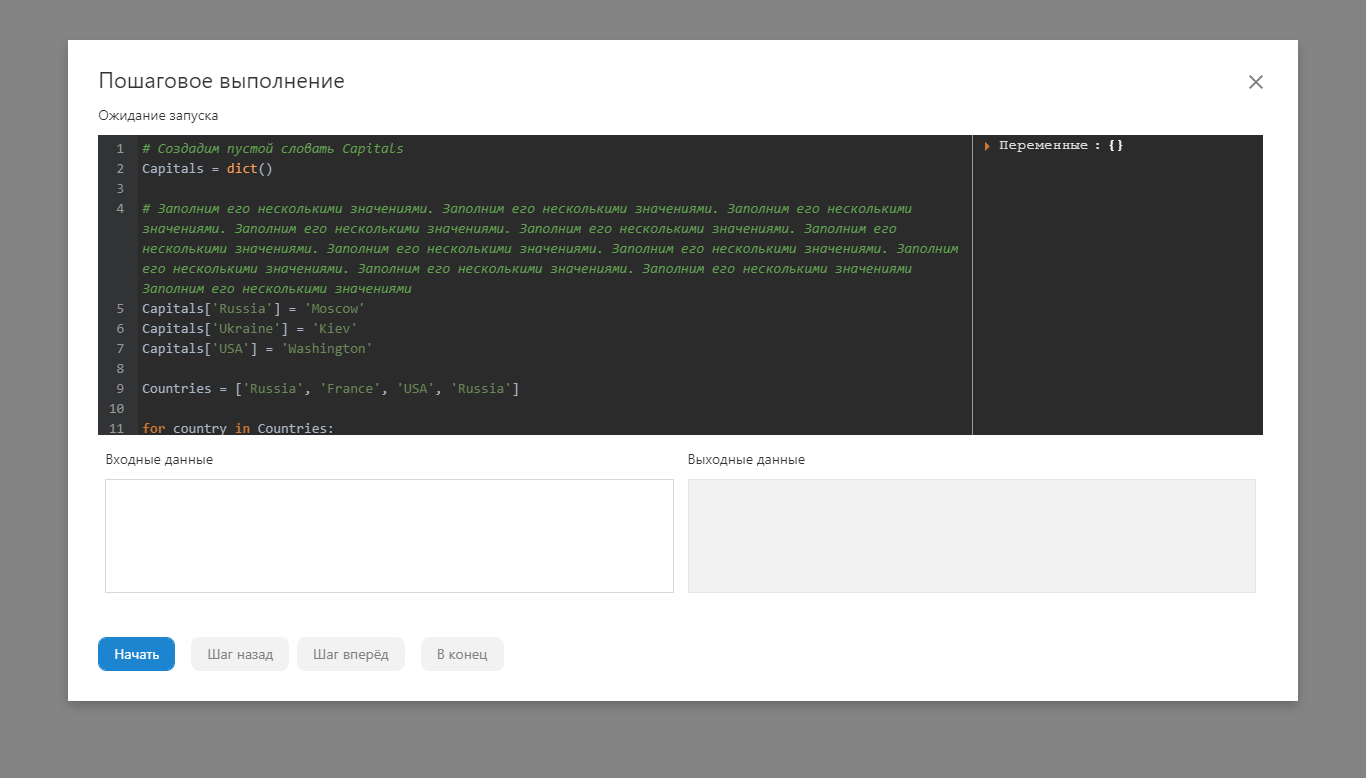 Пошаговое выполнение
Ожидание запуска
1 # Создадим пустой словать Capitals
2 Capitals = dict()
3
4 # Заполним его несколькими значениями. Заполним его несколькими значениями. Заполним его несколькими
значениями. Заполним его несколькими значениями. Заполним его несколькими значениями. Заполним его
несколькими значениями. Заполним его несколькими значениями. Заполним его несколькими значениями. Заполним
его несколькими значениями. Заполним его несколькими значениями. Заполним его несколькими значениями
Заполним его несколькими значениями
5 Capitals['Russia'] = 'Moscow'
6 Capitals['Ukraine'] = 'Kiev'
7 Capitals['USA'] = 'Washington'
8
9 Countries = ['Russia', 'France', 'USA', 'Russia']
10
11 for country in Countries:
Переменные : {}
Входные данные
Выходные данные
Начать
Шаг назад
Шаг вперёд
В конец